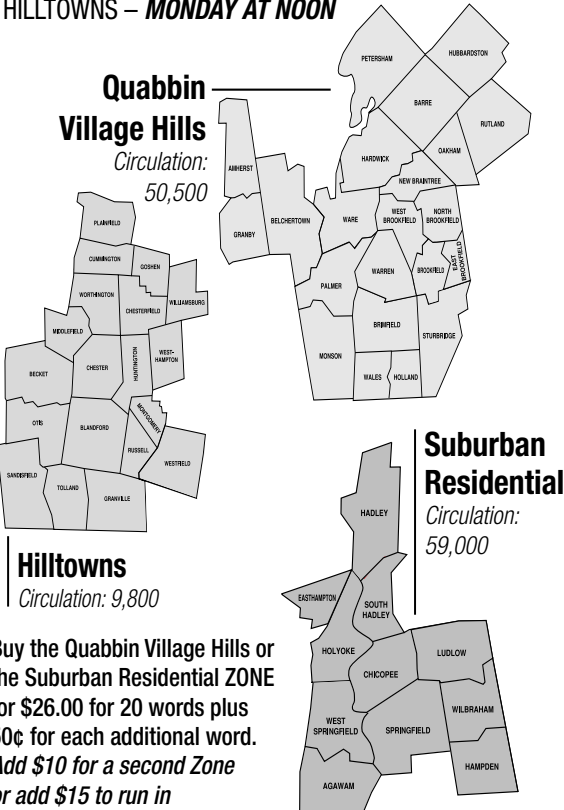 HILLTOWNS – MONDAY AT NOON
Quabbin
Village Hills
Circulation:
50,500
PETERSHAM
HUBBARDSTON
BARRE
RUTLAND
OAKHAM
HARDWICK
NEW BRAINTREE
AMHERST
BELCHERTOWN
GRANBY
WARE
WEST
BROOKFIELD
NORTH
BROOKFIELD
EAST
BROOKFIELD
BROOKFIELD
WARREN
PALMER
BRIMFIELD
STURBRIDGE
MONSON
WALES
HOLLAND
PLAINFIELD
CUMMINGTON
GOSHEN
WORTHINGTON
WILLIAMSBURG
CHESTERFIELD
MIDDLEFIELD
HUNTINGTON
WEST-
HAMPTON
BECKET
CHESTER
MONTGOMERY
OTIS
BLANDFORD
RUSSELL
WESTFIELD
SANDISFIELD
TOLLAND
GRANVILLE
Hilltowns
Circulation: 9,800
Suburban
Residential
Circulation:
59,000
HADLEY
EASTHAMPTON
SOUTH
HADLEY
HOLYOKE
LUDLOW
CHICOPEE
WILBRAHAM
WEST
SPRINGFIELD
SPRINGFIELD
HAMPDEN
AGAWAM
Buy the Quabbin Village Hills or
the Suburban Residential ZONE
for $26.00 for 20 words plus
50¢ for each additional word.
Add $10 for a second Zone
or add $15 to run in